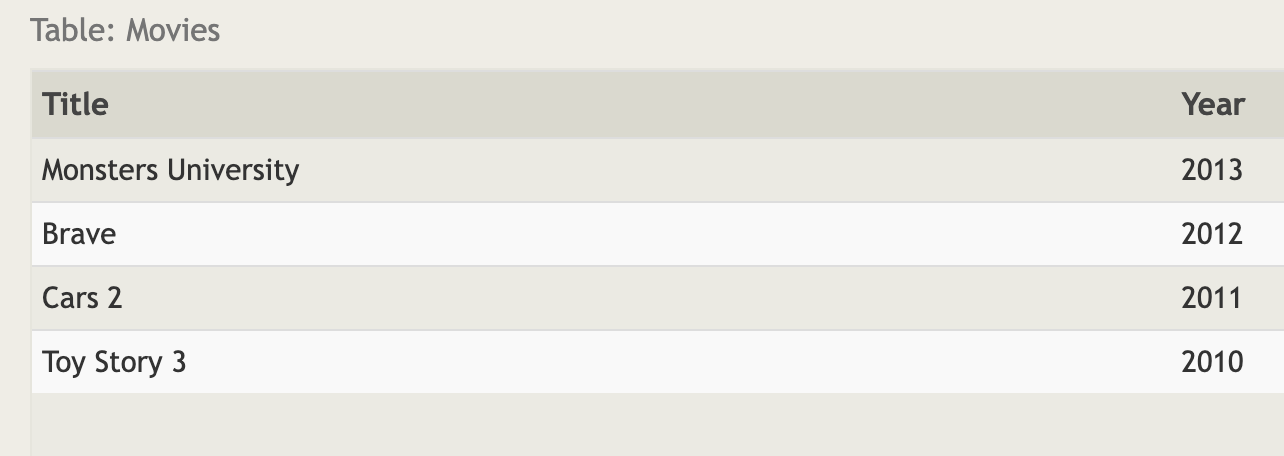 Table: Movies
Title Year
Monsters University 2013
Brave 2012
Cars 2 2011
Toy Story 3 2010